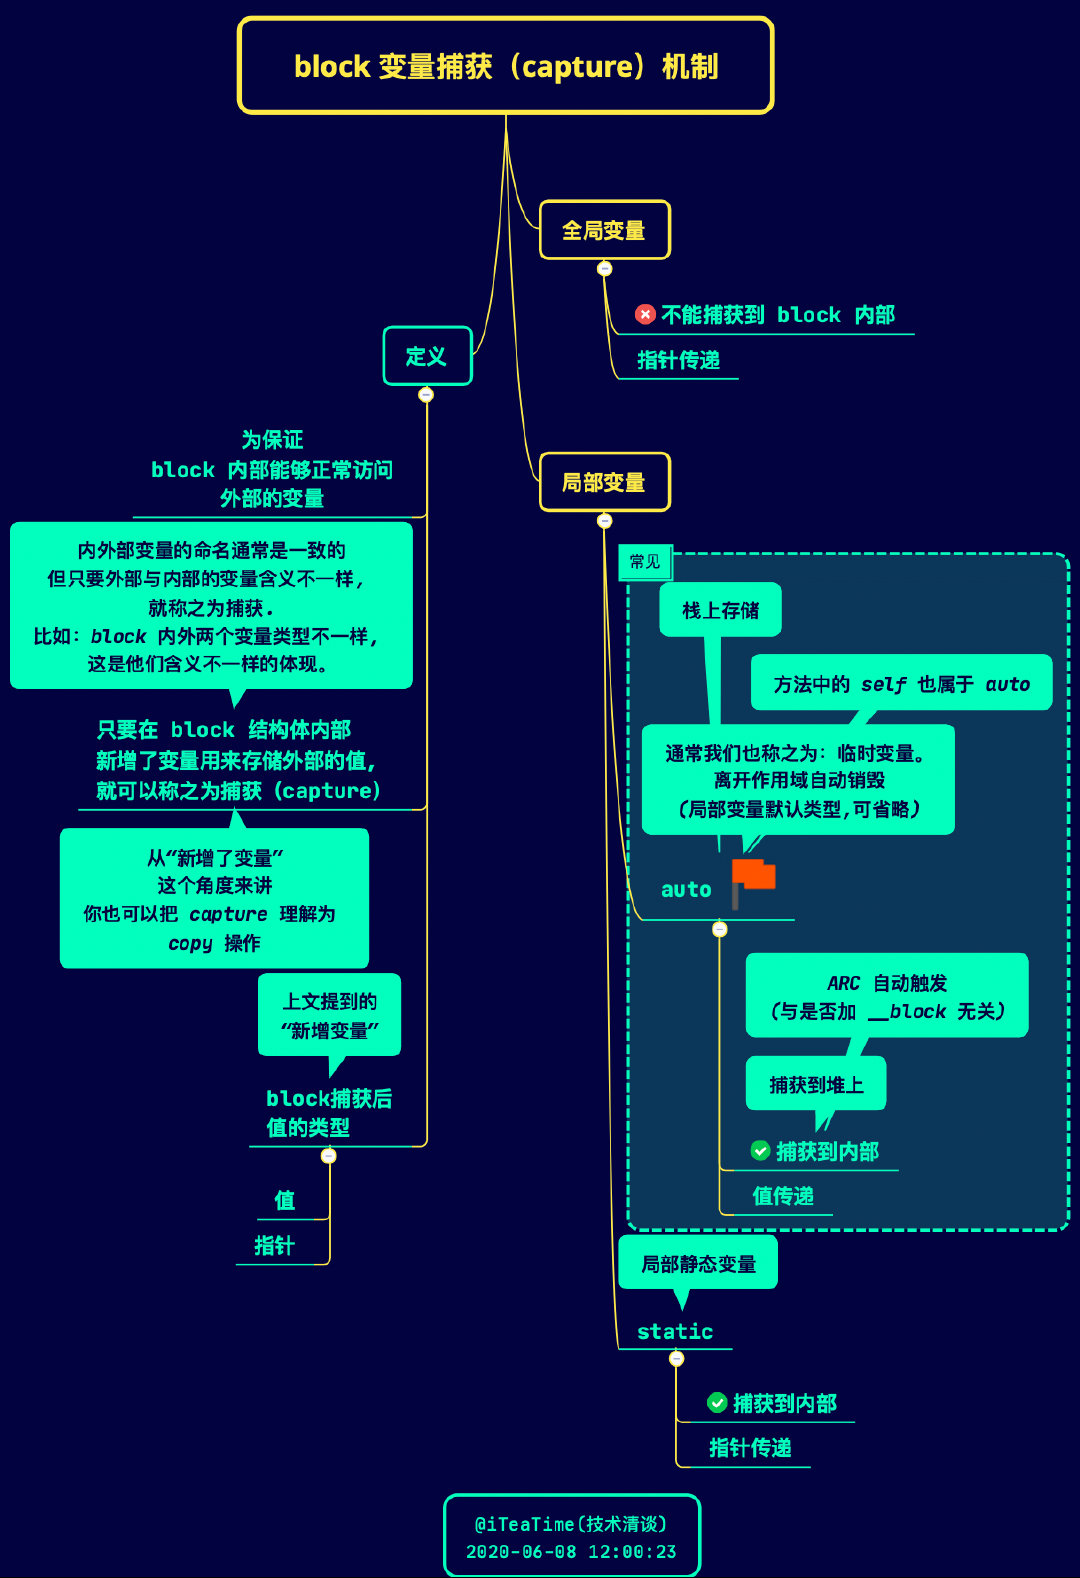 block 变量捕获（capture）机制
全局变量
不能捕获到 block 内部
指针传递
定义
为保证
block 内部能够正常访问
外部的变量
内外部变量的命名通常是一致的
但只要外部与内部的变量含义不一样,
就称之为捕获.
比如: block 内外两个变量类型不一样,
这是他们含义不一样的体现。
只要在 block 结构体内部
新增了变量用来存储外部的值,
就可以称之为捕获（capture）
从“新增了变量”
这个角度来讲
你也可以把 capture 理解为
copy 操作
上文提到的
“新增变量”
block捕获后
值的类型
值
指针
局部变量
常见
栈上存储
方法中的 self 也属于 auto
通常我们也称之为: 临时变量。
离开作用域自动销毁
（局部变量默认类型,可省略）
auto
ARC 自动触发
（与是否加 __block 无关）
捕获到堆上
捕获到内部
值传递
局部静态变量
static
捕获到内部
指针传递
@iTeaTime(技术清谈)
2020-06-08 12:00:23